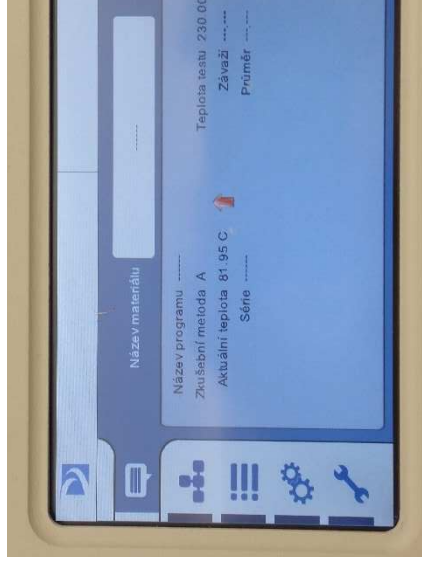 Název materiálu ------
Název programu ------
Zkušební metoda A Teplota testu 230.00
Aktuální teplota 81.95 C Závaží ---.---
Série ------ Průměr ---.---